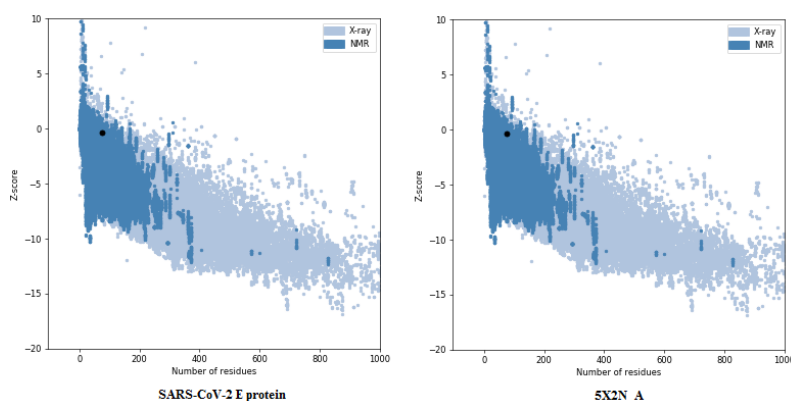 X-ray
NMR
10
5
0
−5
−10
−15
−20
Z-score
0
200
400
600
800
1000
Number of residues
SARS-CoV-2 E protein
X-ray
NMR
10
5
0
−5
−10
−15
−20
Z-score
0
200
400
600
800
1000
Number of residues
5X2N_A